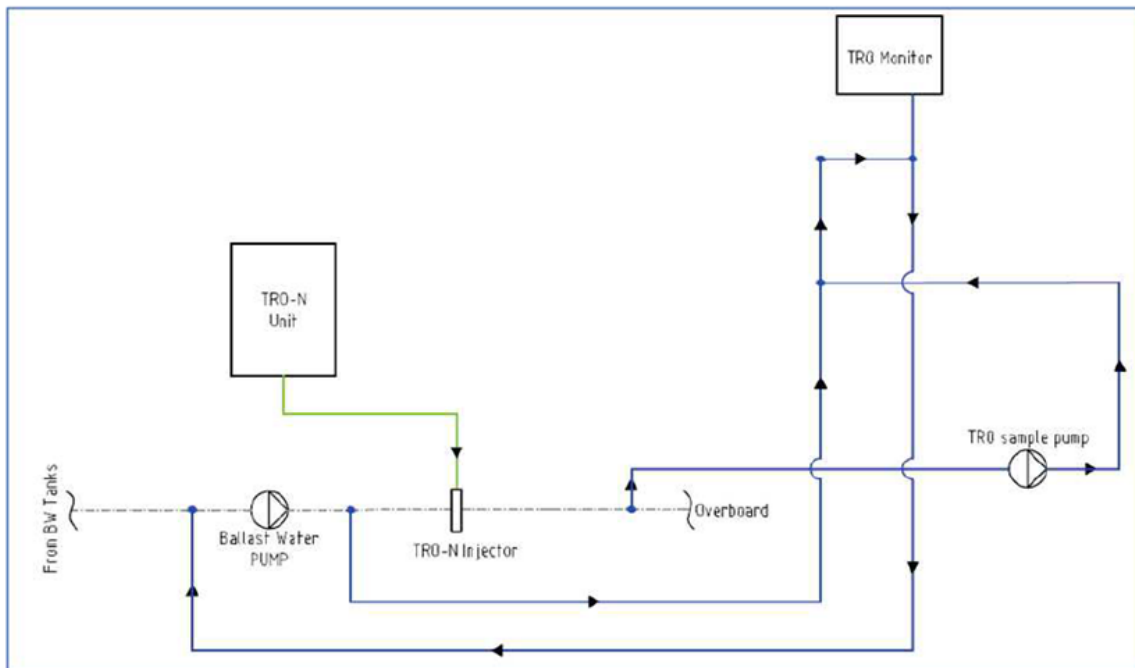 TRO Monitor
TRO-N
Unit
TRO sample pump
From BW Tanks
Ballast Water
PUMP
TRO-N Injector
Overboard